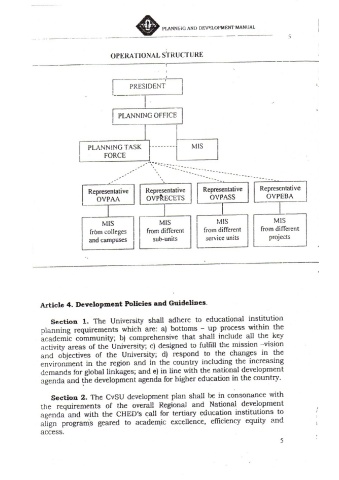 PLANNING AND DEVELOPMENT MANUAL
5
OPERATIONAL STRUCTURE
PRESIDENT
PLANNING OFFICE
PLANNING TASK
FORCE
MIS
Representative
OVPAA
Representative
OVPRECETS
Representative
OVPASS
Representative
OVPEBA
MIS
from colleges
and campuses
MIS
from different
sub-units
MIS
from different
service units
MIS
from different
projects
Article 4. Development Policies and Guidelines.
Section 1. The University shall adhere to educational institution
planning requirements which are: a) bottoms – up process within the
academic community; b) comprehensive that shall include all the key
activity areas of the University; c) designed to fulfill the mission –vision
and objectives of the University; d) respond to the changes in the
environment in the region and in the country including the increasing
demands for global linkages; and e) in line with the national development
agenda and the development agenda for higher education in the country.
Section 2. The CvSU development plan shall be in consonance with
the requirements of the overall Regional and National development
agenda and with the CHED's call for tertiary education institutions to
align programs geared to academic excellence, efficiency equity and
access.
5